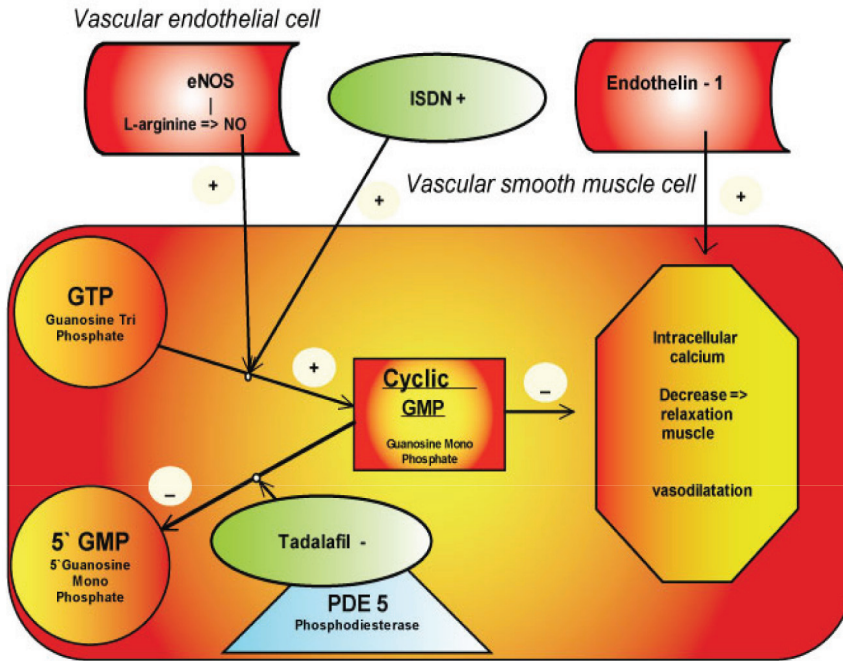 Vascular endothelial cell
eNOS
|
L-arginine => NO
ISDN +
Endothelin - 1
+
+
Vascular smooth muscle cell
+
GTP
Guanosine Tri
Phosphate
+
Cyclic
GMP
Guanosine Mono
Phosphate
–
Intracellular
calcium
Decrease =>
relaxation
muscle
vasodilatation
–
5` GMP
5`Guanosine
Mono
Phosphate
Tadalafil -
PDE 5
Phosphodiesterase